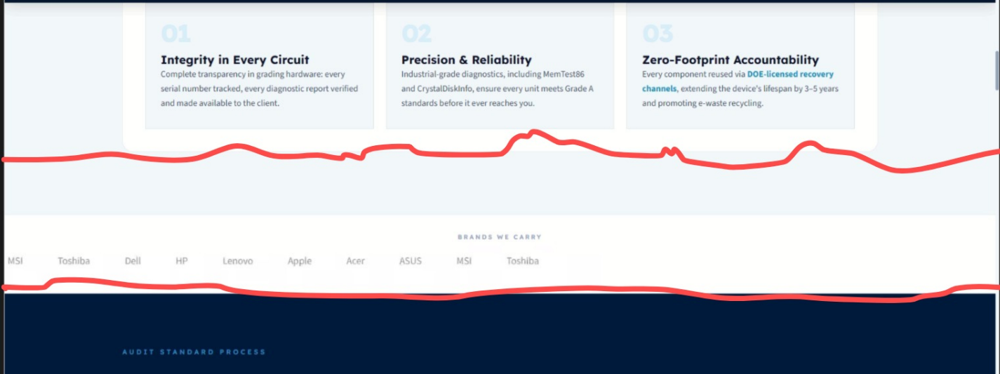 01
Integrity in Every Circuit
Complete transparency in grading hardware: every
serial number tracked, every diagnostic report verified
and made available to the client.
02
Precision & Reliability
Industrial-grade diagnostics, including MemTest86
and CrystalDiskInfo, ensure every unit meets Grade A
standards before it ever reaches you.
03
Zero-Footprint Accountability
Every component reused via DOE-licensed recovery
channels, extending the device's lifespan by 3–5 years
and promoting e-waste recycling.
BRANDS WE CARRY
MSI Toshiba Dell HP Lenovo Apple Acer ASUS MSI Toshiba
AUDIT STANDARD PROCESS